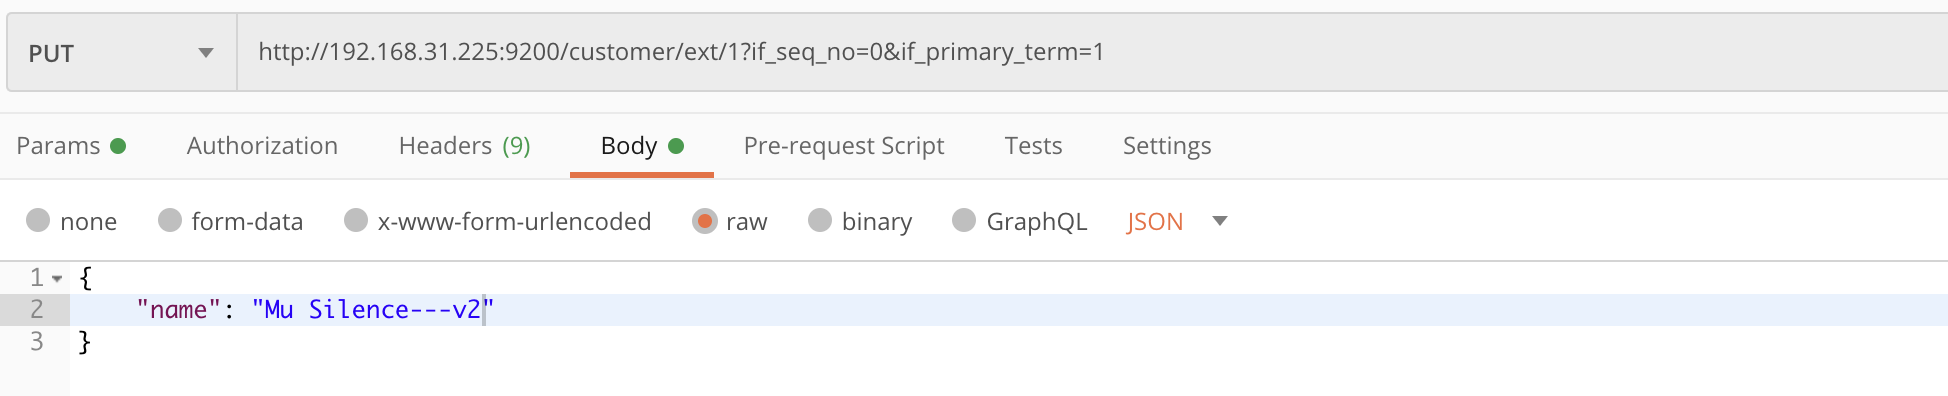 PUT http://192.168.31.225:9200/customer/ext/1?if_seq_no=0&if_primary_term=1
Params Authorization Headers (9) Body Pre-request Script Tests Settings
none form-data x-www-form-urlencoded raw binary GraphQL JSON
1 {
2 "name": "Mu Silence---v2"
3 }